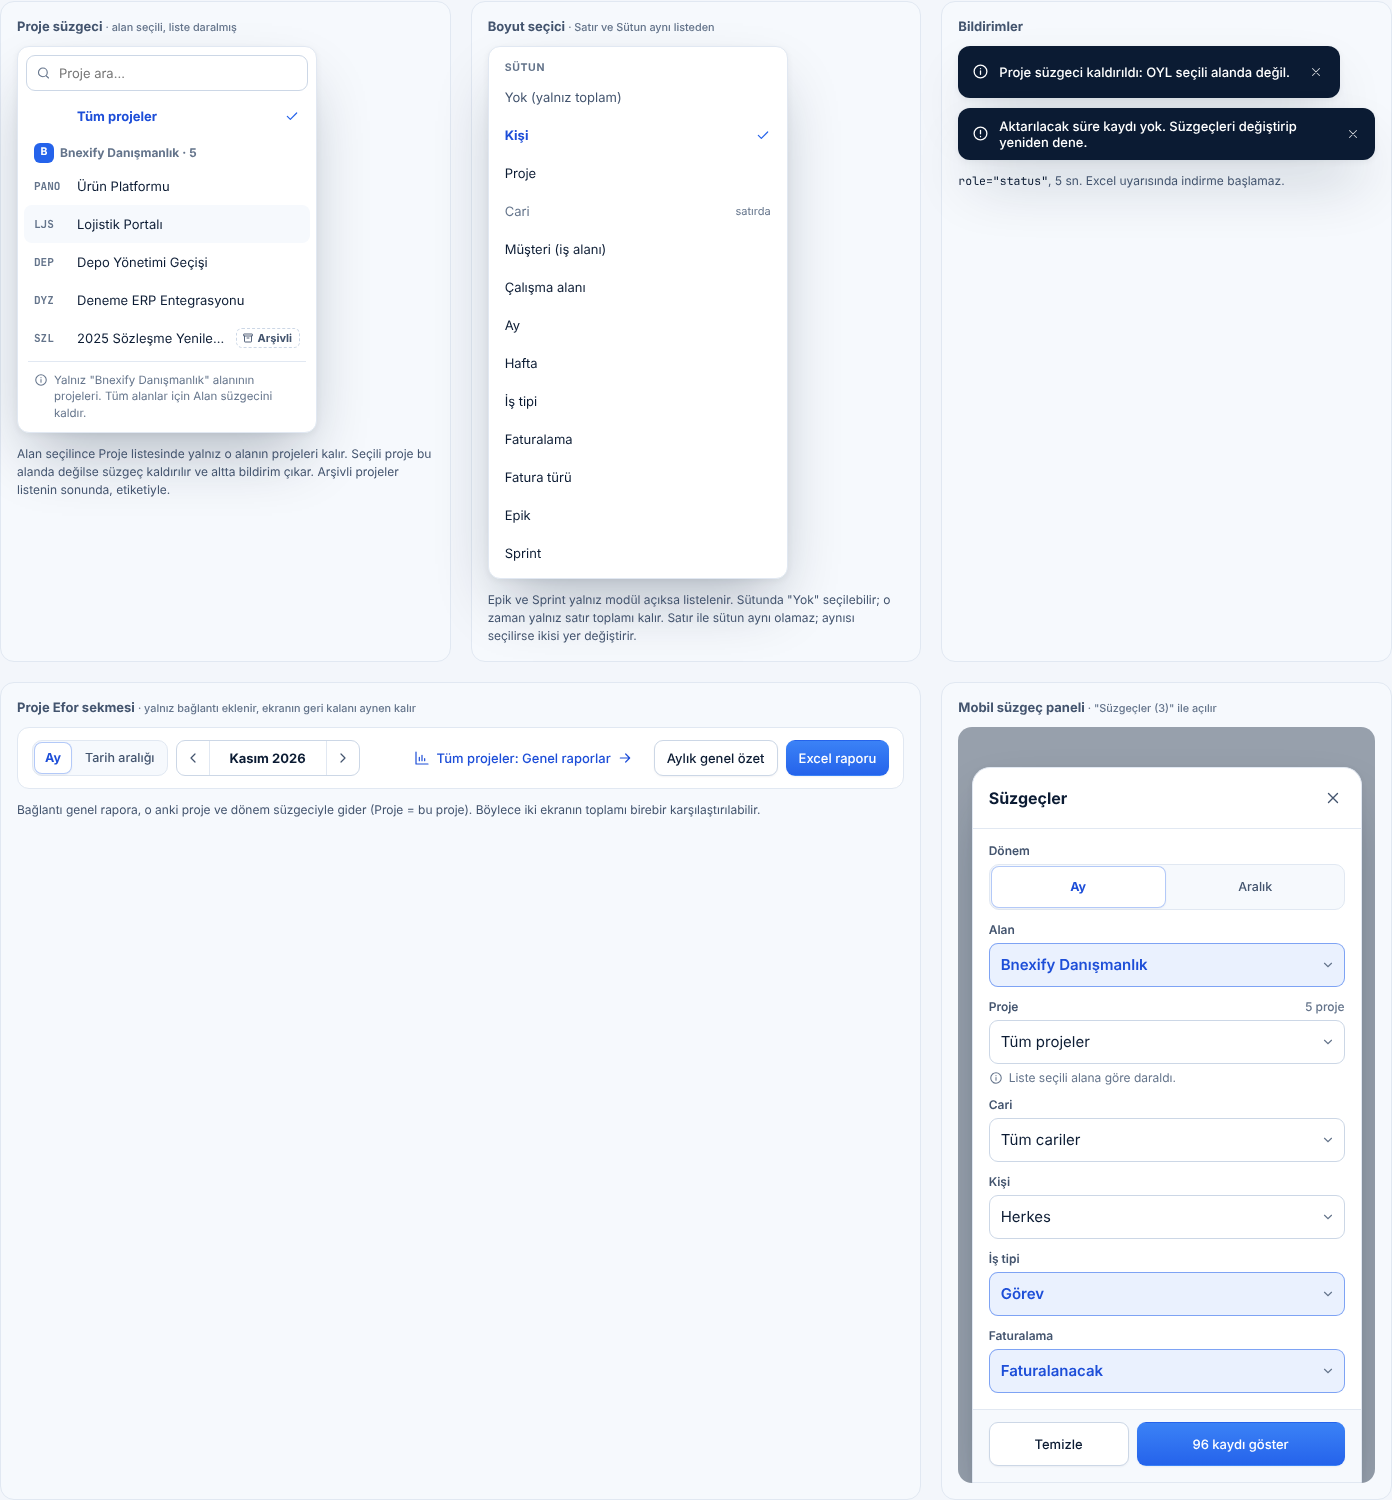 Proje süzgeci · alan seçili, liste daralmış
Proje ara...
Tüm projeler
B Bnexify Danışmanlık · 5
PANO Ürün Platformu
LJS Lojistik Portalı
DEP Depo Yönetimi Geçişi
DYZ Deneme ERP Entegrasyonu
SZL 2025 Sözleşme Yenile... Arşivli
Yalnız "Bnexify Danışmanlık" alanının
projeleri. Tüm alanlar için Alan süzgecini
kaldır.
Alan seçilince Proje listesinde yalnız o alanın projeleri kalır. Seçili proje bu
alanda değilse süzgeç kaldırılır ve altta bildirim çıkar. Arşivli projeler
listenin sonunda, etiketiyle.
Boyut seçici · Satır ve Sütun aynı listeden
SÜTUN
Yok (yalnız toplam)
Kişi
Proje
Cari satırda
Müşteri (iş alanı)
Çalışma alanı
Ay
Hafta
İş tipi
Faturalama
Fatura türü
Epik
Sprint
Epik ve Sprint yalnız modül açıksa listelenir. Sütunda "Yok" seçilebilir; o
zaman yalnız satır toplamı kalır. Satır ile sütun aynı olamaz; aynısı
seçilirse ikisi yer değiştirir.
Bildirimler
Proje süzgeci kaldırıldı: OYL seçili alanda değil.
Aktarılacak süre kaydı yok. Süzgeçleri değiştirip
yeniden dene.
role="status", 5 sn. Excel uyarısında indirme başlamaz.
Proje Efor sekmesi · yalnız bağlantı eklenir, ekranın geri kalanı aynen kalır
Ay Tarih aralığı Kasım 2026 Tüm projeler: Genel raporlar → Aylık genel özet Excel raporu
Bağlantı genel rapora, o anki proje ve dönem süzgeciyle gider (Proje = bu proje). Böylece iki ekranın toplamı birebir karşılaştırılabilir.
Mobil süzgeç paneli · "Süzgeçler (3)" ile açılır
Süzgeçler
Dönem
Ay Aralık
Alan
Bnexify Danışmanlık
Proje 5 proje
Tüm projeler
Liste seçili alana göre daraldı.
Cari
Tüm cariler
Kişi
Herkes
İş tipi
Görev
Faturalama
Faturalanacak
Temizle 96 kaydı göster